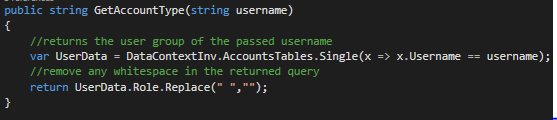 public string GetAccountType(string username)
{
//returns the user group of the passed username
var UserData = DataContextInv.AccountsTables.Single(x => x.Username == username);
//remove any whitespace in the returned query
return UserData.Role.Replace(" ","");
}